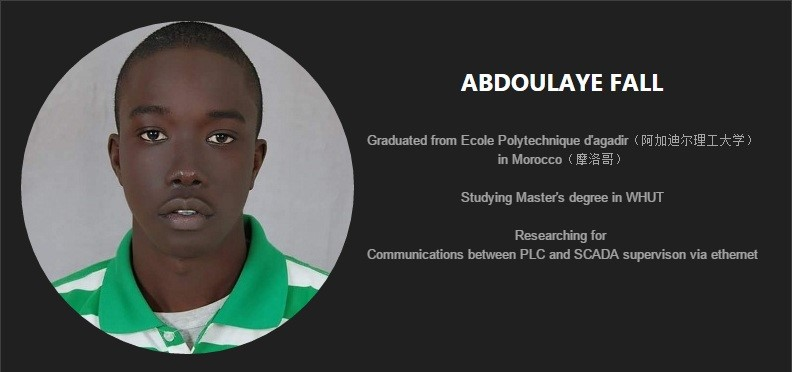 ABDOULAYE FALL
Graduated from Ecole Polytechnique d'agadir（阿加迪尔理工大学）
in Morocco（摩洛哥）
Studying Master's degree in WHUT
Researching for
Communications between PLC and SCADA supervison via ethernet